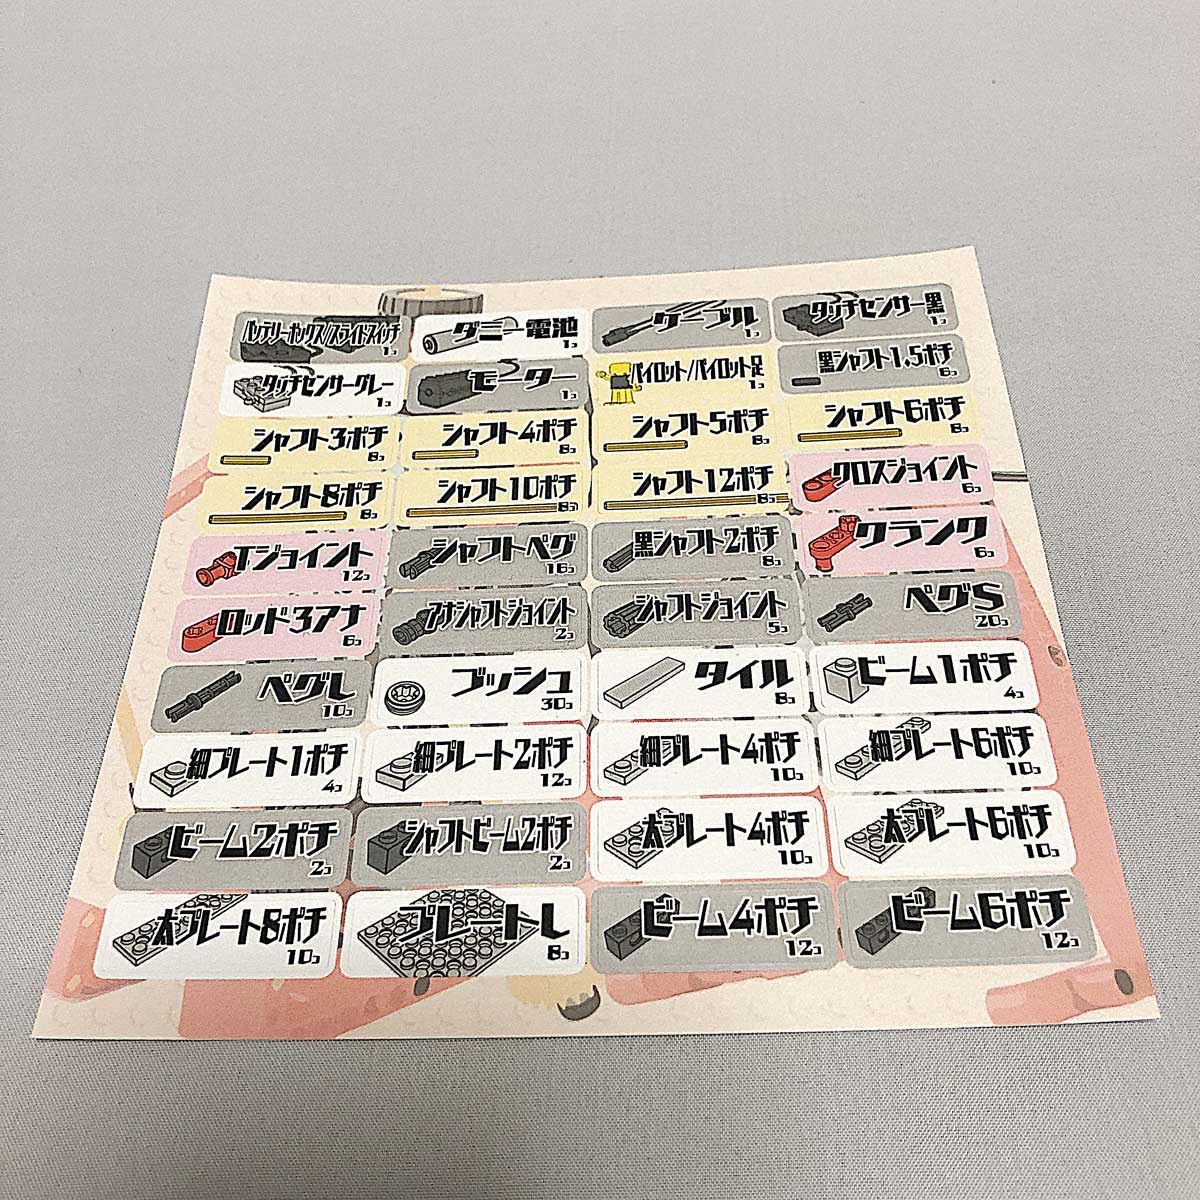 バッテリーボックス/スライドスイッチ
1コ
ダミー電池
1コ
ケーブル
1コ
タッチセンサー黒
1コ
タッチセンサーグレー
1コ
モーター
1コ
パイロット/パイロット足
1コ
黒シャフト1.5ポチ
6コ
シャフト3ポチ
8コ
シャフト4ポチ
8コ
シャフト5ポチ
8コ
シャフト6ポチ
8コ
シャフト8ポチ
8コ
シャフト10ポチ
8コ
シャフト12ポチ
8コ
クロスジョイント
6コ
Tジョイント
12コ
シャフトペグ
16コ
黒シャフト2ポチ
8コ
クランク
6コ
ロッド3アナ
6コ
アナシャフトジョイント
2コ
シャフトジョイント
5コ
ペグS
20コ
ペグL
10コ
ブッシュ
30コ
タイル
8コ
ビーム1ポチ
4コ
細プレート1ポチ
4コ
細プレート2ポチ
12コ
細プレート4ポチ
10コ
細プレート6ポチ
10コ
ビーム2ポチ
2コ
シャフトビーム2ポチ
2コ
太プレート4ポチ
10コ
太プレート6ポチ
10コ
太プレート8ポチ
10コ
プレートL
8コ
ビーム4ポチ
12コ
ビーム6ポチ
12コ